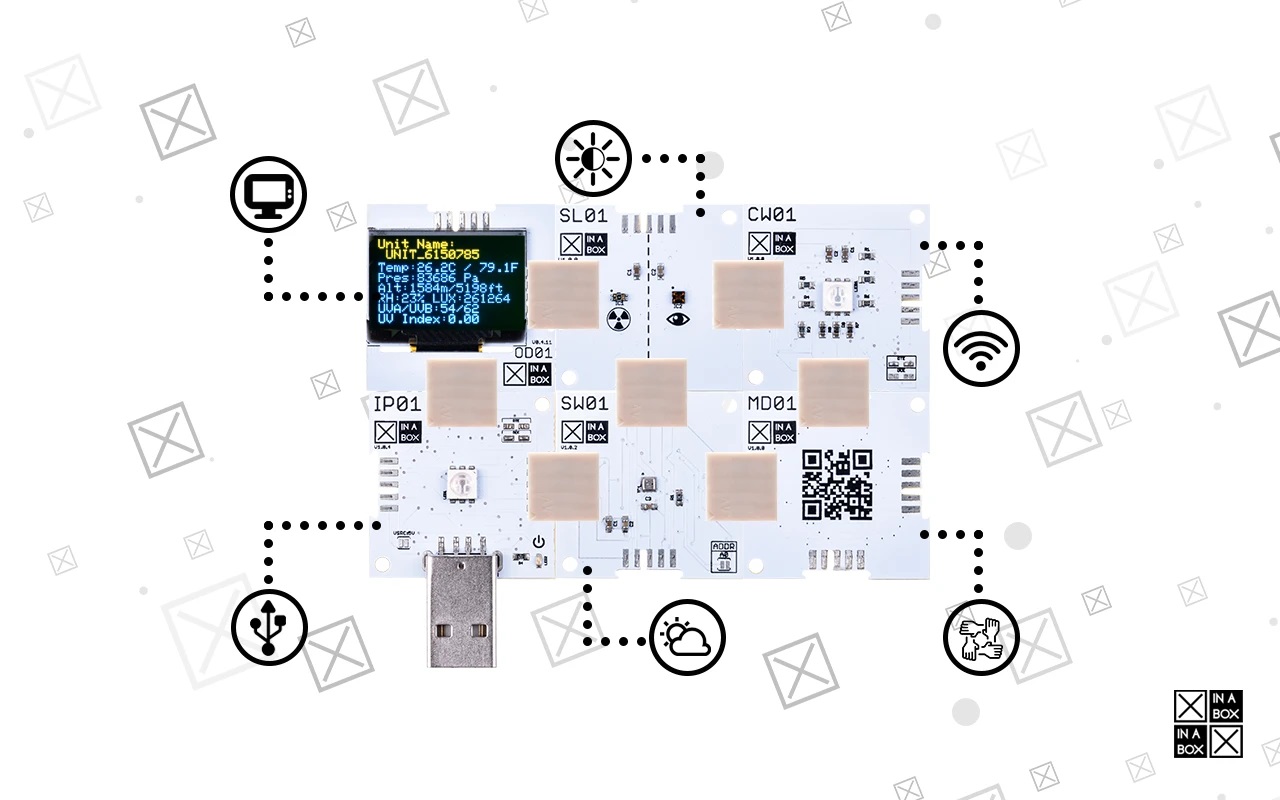 SL01
IN A
BOX
CW01
IN A
BOX
Unit Name:
UNIT_6150785
Temp:26.2C / 79.1F
Pres:83686 Pa
Alt:1584m/5198ft
RH:23% LUX:261264
UVA/UVB:54/62
UV Index:0.00
OD01
IN A
BOX
IP01
IN A
BOX
SW01
IN A
BOX
MD01
IN A
BOX
ADDR
IN A
BOX
IN A
BOX